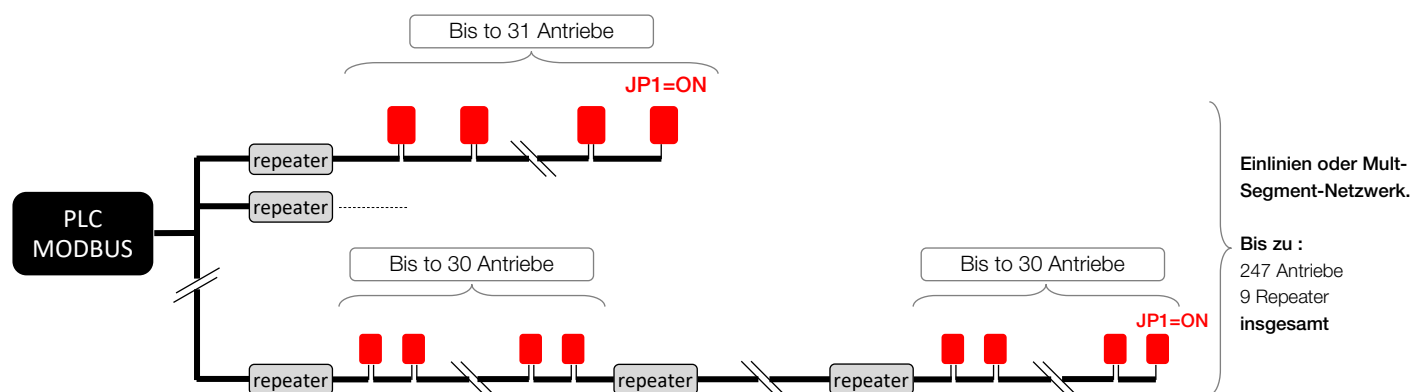 Bis to 31 Antriebe
JP1=ON
repeater
repeater
PLC
MODBUS
Bis to 30 Antriebe
Bis to 30 Antriebe
JP1=ON
repeater
repeater
repeater
Einlinien oder Mult-
Segment-Netzwerk.
Bis zu :
247 Antriebe
9 Repeater
insgesamt